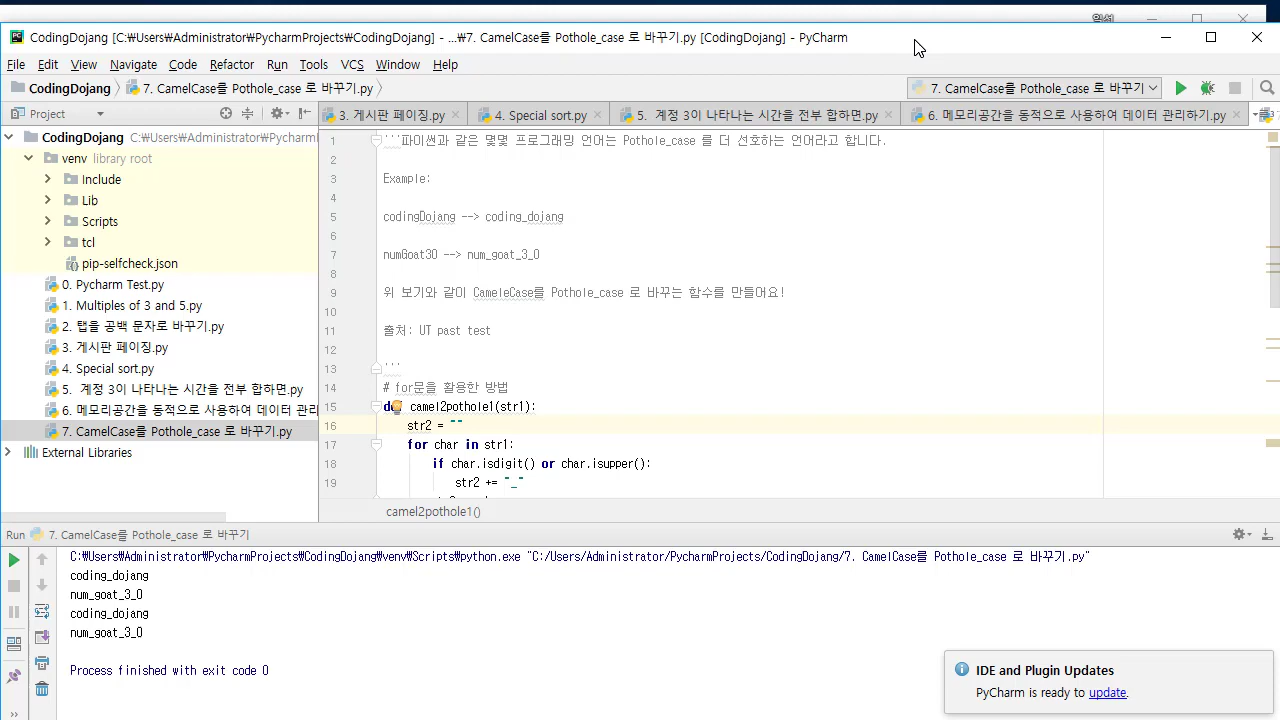 CodingDojang [C:₩Users₩Administrator₩PycharmProjects₩CodingDojang] - ...₩7. CamelCase를 Pothole_case 로 바꾸기.py [CodingDojang] - PyCharm
File Edit View Navigate Code Refactor Run Tools VCS Window Help
CodingDojang 7. CamelCase를 Pothole_case 로 바꾸기.py
7. CamelCase를 Pothole_case 로 바꾸기
Project
3. 게시판 페이징.py
4. Special sort.py
5. 계정 3이 나타나는 시간을 전부 합하면.py
6. 메모리공간을 동적으로 사용하여 데이터 관리하기.py
CodingDojang C:₩Users₩Administrator₩Pycharm
venv library root
Include
Lib
Scripts
tcl
pip-selfcheck.json
0. Pycharm Test.py
1. Multiples of 3 and 5.py
2. 탭을 공백 문자로 바꾸기.py
3. 게시판 페이징.py
4. Special sort.py
5. 계정 3이 나타나는 시간을 전부 합하면.py
6. 메모리공간을 동적으로 사용하여 데이터 관리
7. CamelCase를 Pothole_case 로 바꾸기.py
External Libraries
1 '''파이썬과 같은 몇몇 프로그래밍 언어는 Pothole_case 를 더 선호하는 언어라고 합니다.
2
3 Example:
4
5 codingDojang --> coding_dojang
6
7 numGoat30 --> num_goat_3_0
8
9 위 보기와 같이 CameleCase를 Pothole_case 로 바꾸는 함수를 만들어요!
10
11 출처: UT past test
12
13 '''
14 # for문을 활용한 방법
15 def camel2pothole1(str1):
16 str2 = ""
17 for char in str1:
18 if char.isdigit() or char.isupper():
19 str2 += "_"
camel2pothole1()
Run 7. CamelCase를 Pothole_case 로 바꾸기
C:₩Users₩Administrator₩PycharmProjects₩CodingDojang₩venv₩Scripts₩python.exe "C:/Users/Administrator/PycharmProjects/CodingDojang/7. CamelCase를 Pothole_case 로 바꾸기.py"
coding_dojang
num_goat_3_0
coding_dojang
num_goat_3_0
Process finished with exit code 0
IDE and Plugin Updates
PyCharm is ready to update.